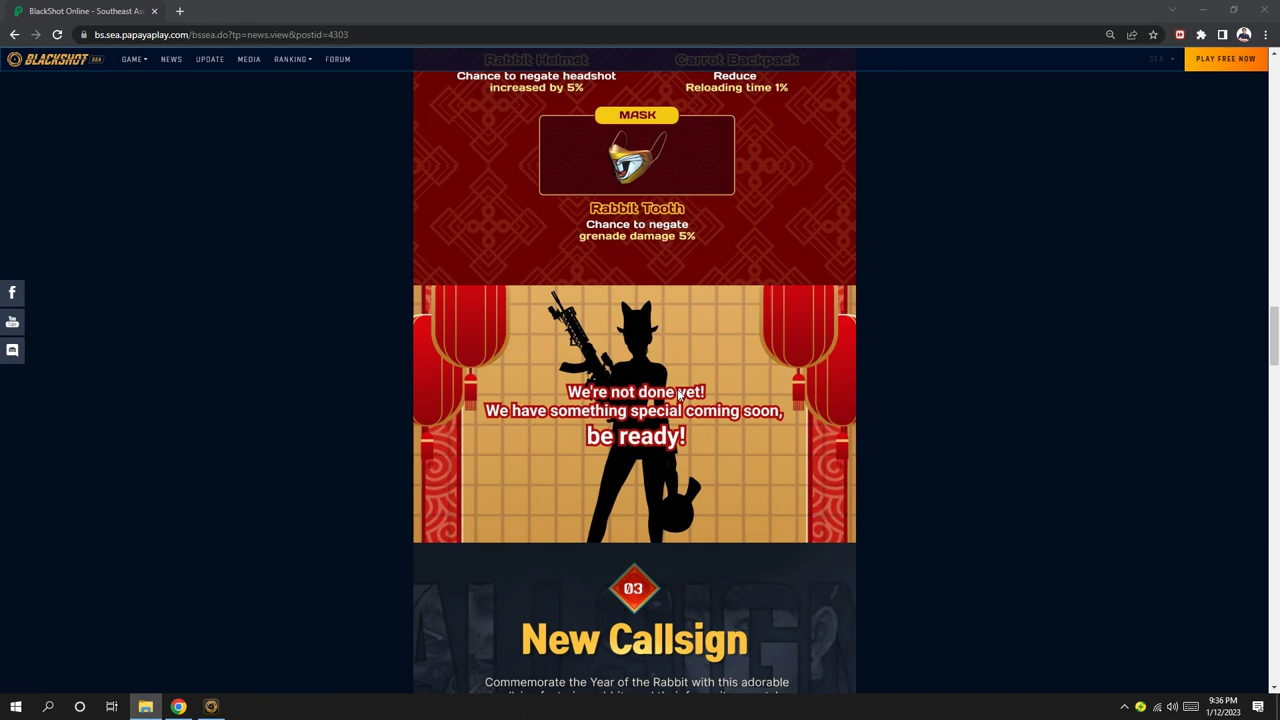 BlackShot Online - Southeast Asi
bs.sea.papayaplay.com/bssea.do?tp=news.view&postid=4303
BLACKSHOT SEA
GAME
NEWS
UPDATE
MEDIA
RANKING
FORUM
SEA
PLAY FREE NOW
Rabbit Helmet
Carrot Backpack
Chance to negate headshot
increased by 5%
Reduce
Reloading time 1%
MASK
Rabbit Tooth
Chance to negate
grenade damage 5%
We're not done yet!
We have something special coming soon,
be ready!
03
New Callsign
Commemorate the Year of the Rabbit with this adorable
9:36 PM
1/12/2023